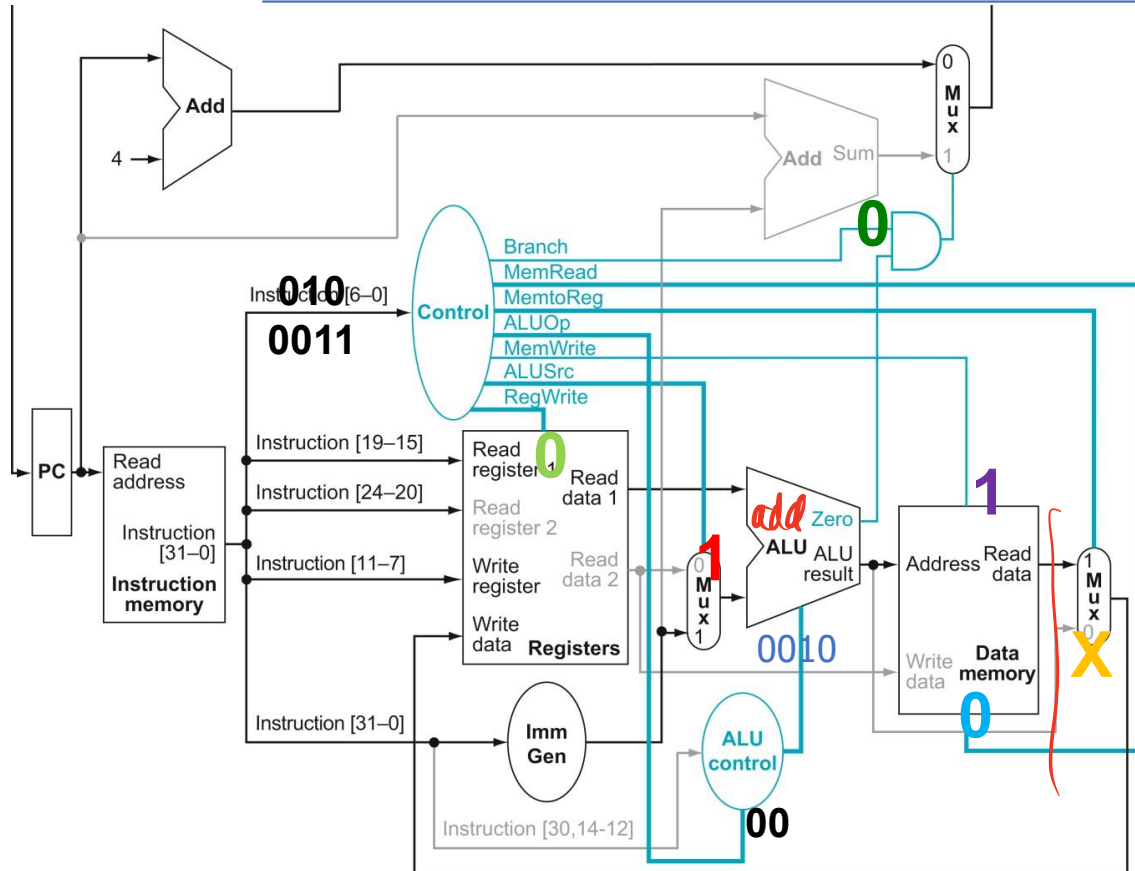 Add
4
0
Mux
1
Add Sum
0
Branch
MemRead
MemtoReg
ALUOp
MemWrite
ALUSrc
RegWrite
Control
Instruction [6–0]
010
0011
PC
Read
address
Instruction
[31–0]
Instruction
memory
Instruction [19–15]
Instruction [24–20]
Instruction [11–7]
Instruction [31–0]
Instruction [30,14-12]
0
Read
register 1
Read
register 2
Write
register
Write
data
Read
data 1
Read
data 2
Registers
Imm
Gen
1
0
Mux
1
add
Zero
ALU
ALU
result
0010
ALU
control
00
1
Address
Read
data
Write
data
Data
memory
0
1
Mux
0
X